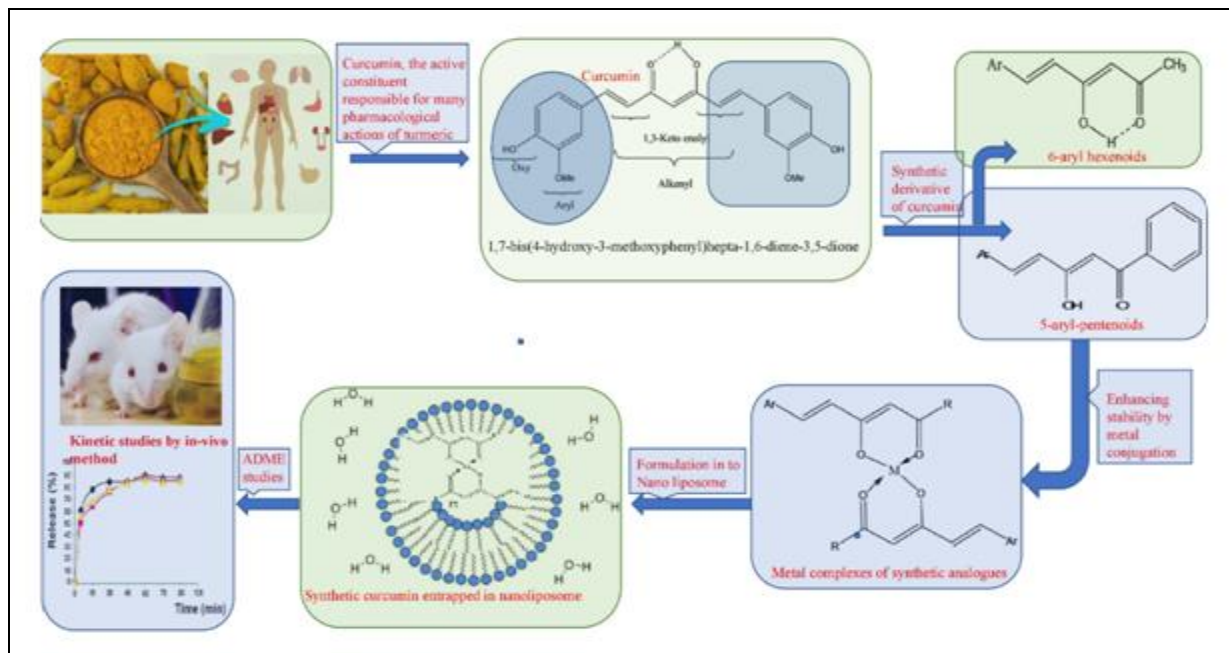 Curcumin, the active
constituent
responsible for many
pharmacological
actions of turmeric
H
O
O
Curcumin
1,3-Keto enoly
HO
Oxy
OMe
Aryl
Alkenyl
OH
OMe
1,7-bis(4-hydroxy-3-methoxyphenyl)hepta-1,6-diene-3,5-dione
Synthetic
derivative
of curcumin
Ar
CH3
O
H
O
6-aryl hexenoids
Ar
OH
O
5-aryl-pentenoids
Enhancing
stability by
metal
conjugation
Ar
R
O
O
M
O
O
R
Ar
Metal complexes of synthetic analogues
Formulation in to
Nano liposome
H O H
H O H
H O H
H O H
H O H
H O H
H O H
Synthetic curcumin entrapped in nanoliposome
ADME
studies
Kinetic studies by in-vivo
method
Release (%)
Time (min)